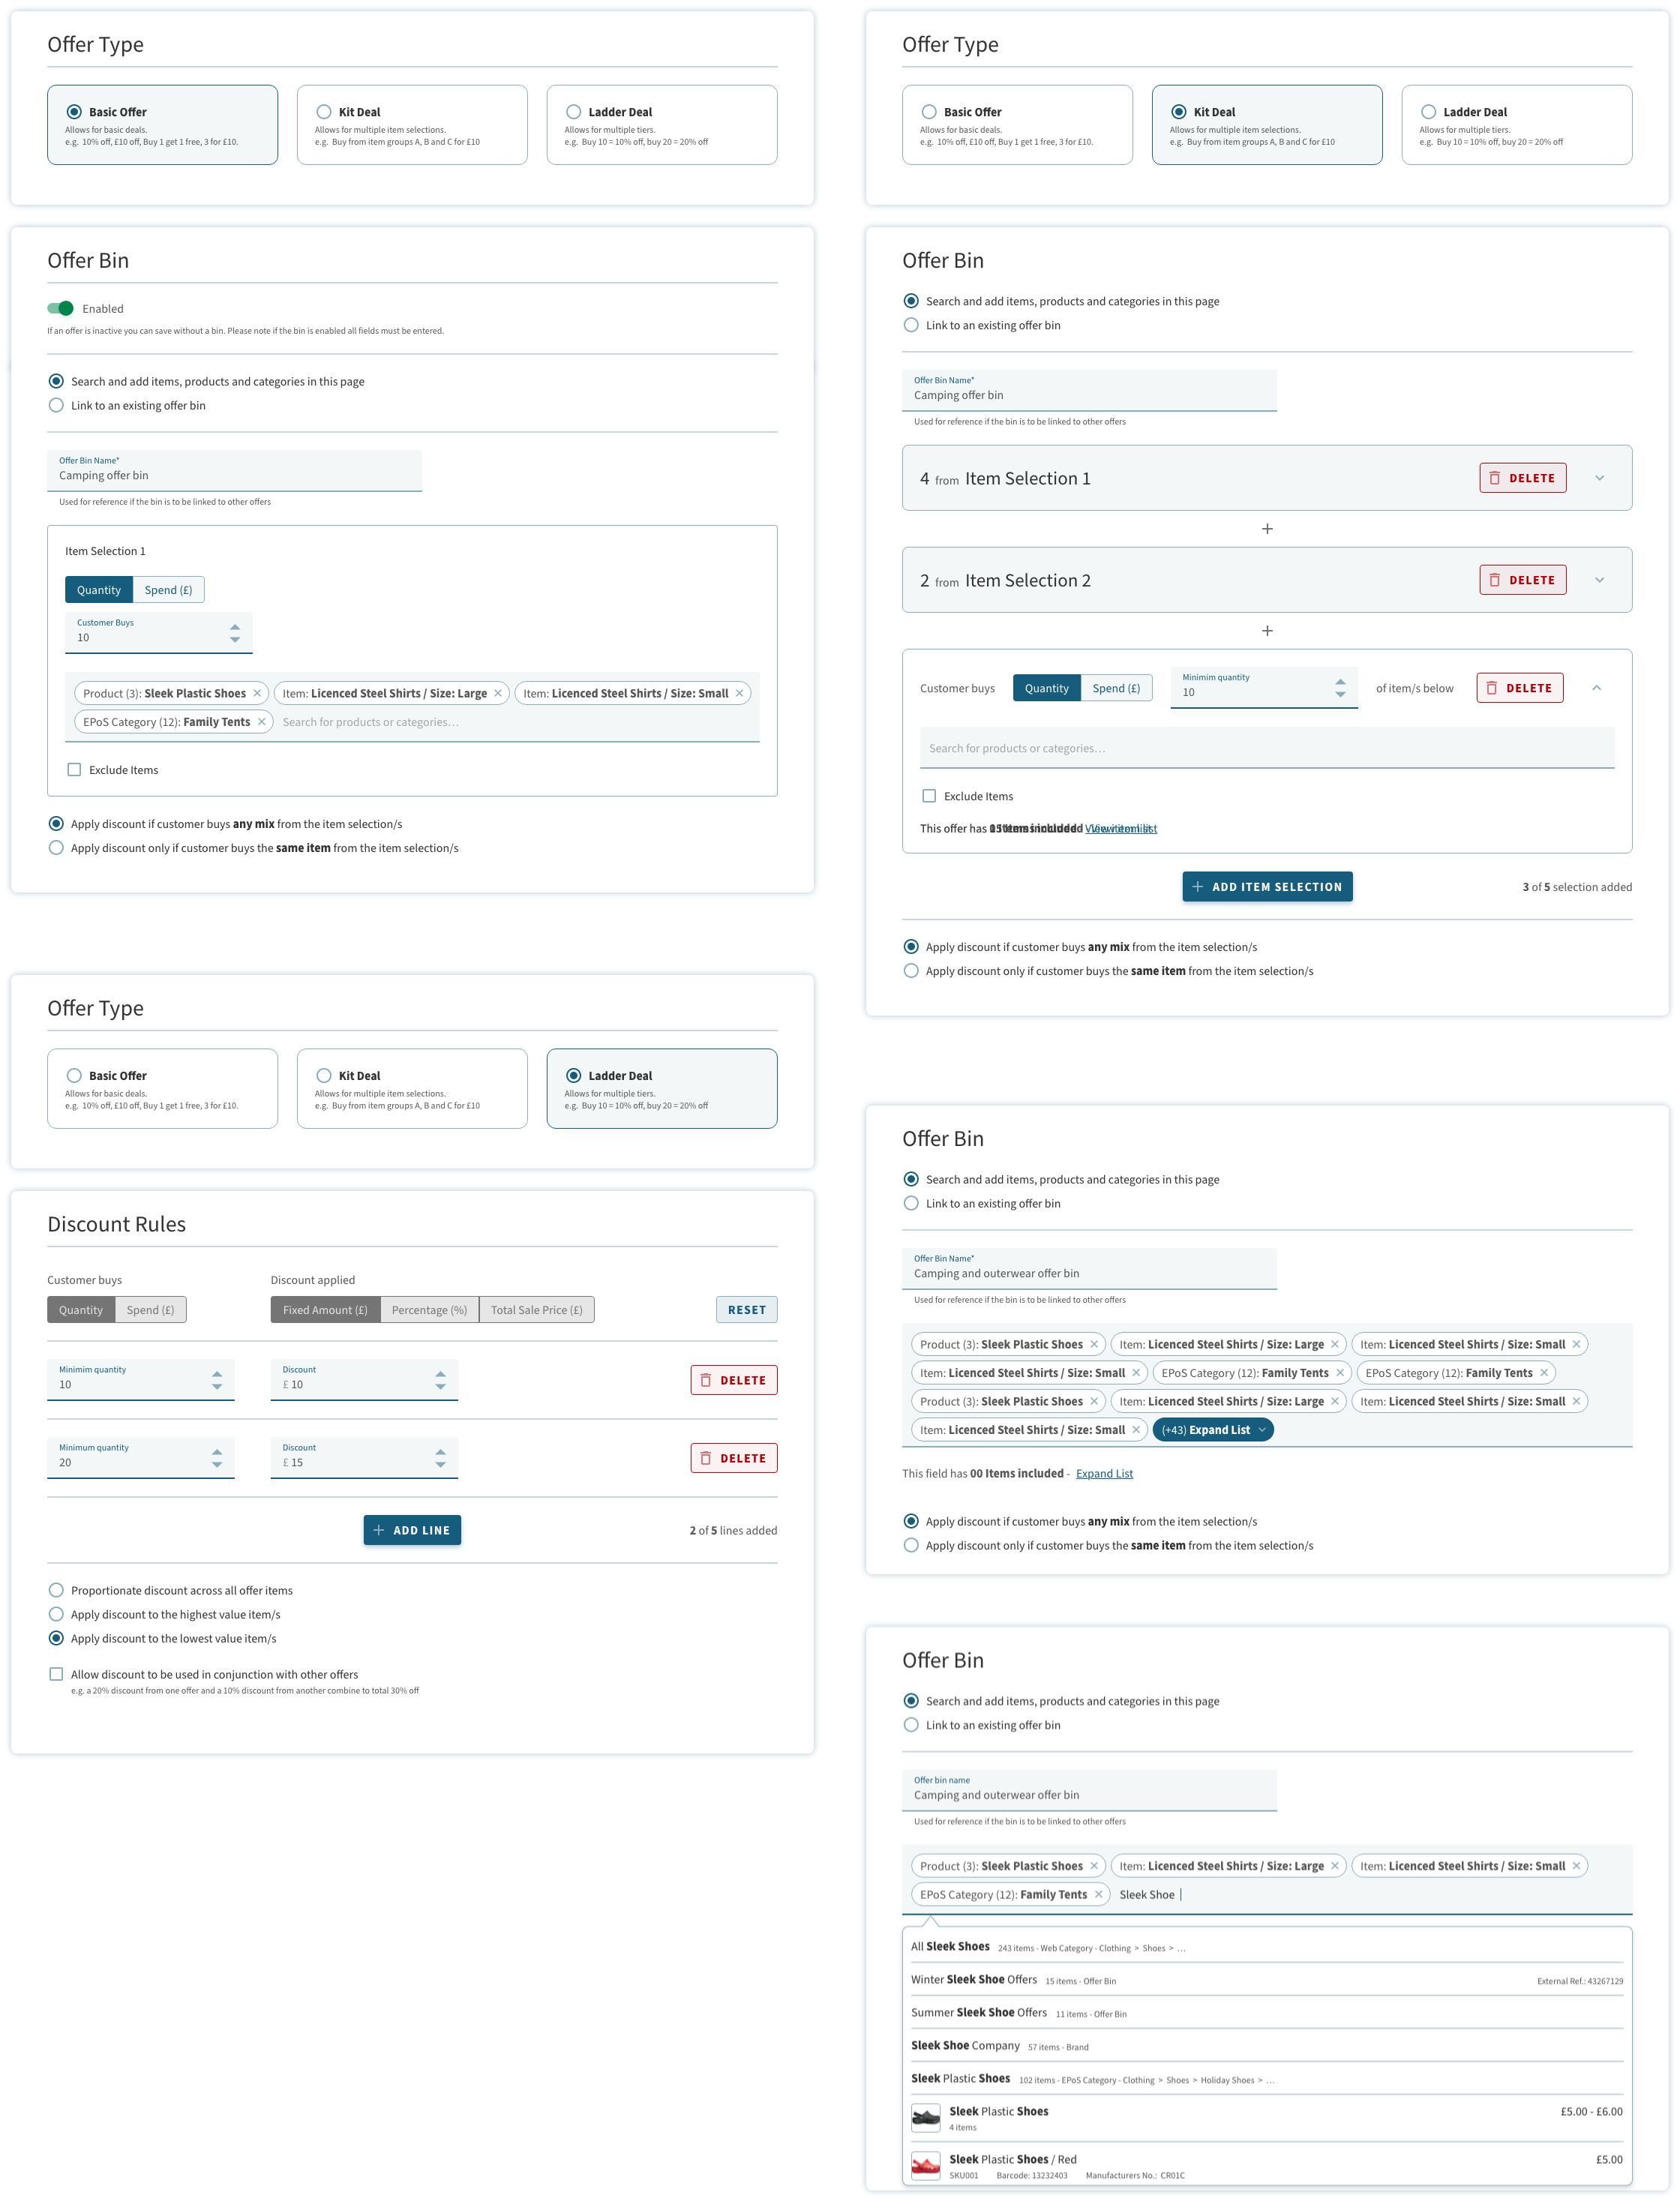 Offer Type
Basic Offer
Allows for basic deals.
e.g. 10% off, £10 off, Buy 1 get 1 free, 3 for £10.
Kit Deal
Allows for multiple item selections.
e.g. Buy from item groups A, B and C for £10
Ladder Deal
Allows for multiple tiers.
e.g. Buy 10 = 10% off, buy 20 = 20% off
Offer Bin
Enabled
If an offer is inactive you can save without a bin. Please note if the bin is enabled all fields must be entered.
Search and add items, products and categories in this page
Link to an existing offer bin
Offer Bin Name*
Camping offer bin
Used for reference if the bin is to be linked to other offers
Item Selection 1
Quantity Spend (£)
Customer Buys
10
Product (3): Sleek Plastic Shoes Item: Licenced Steel Shirts / Size: Large Item: Licenced Steel Shirts / Size: Small
EPoS Category (12): Family Tents Search for products or categories...
Exclude Items
Apply discount if customer buys any mix from the item selection/s
Apply discount only if customer buys the same item from the item selection/s
Offer Type
Basic Offer
Allows for basic deals.
e.g. 10% off, £10 off, Buy 1 get 1 free, 3 for £10.
Kit Deal
Allows for multiple item selections.
e.g. Buy from item groups A, B and C for £10
Ladder Deal
Allows for multiple tiers.
e.g. Buy 10 = 10% off, buy 20 = 20% off
Discount Rules
Customer buys Discount applied
Quantity Spend (£) Fixed Amount (£) Percentage (%) Total Sale Price (£) RESET
Minimim quantity Discount
10 £ 10 DELETE
Minimum quantity Discount
20 £ 15 DELETE
ADD LINE 2 of 5 lines added
Proportionate discount across all offer items
Apply discount to the highest value item/s
Apply discount to the lowest value item/s
Allow discount to be used in conjunction with other offers
e.g. a 20% discount from one offer and a 10% discount from another combine to total 30% off
Offer Type
Basic Offer
Allows for basic deals.
e.g. 10% off, £10 off, Buy 1 get 1 free, 3 for £10.
Kit Deal
Allows for multiple item selections.
e.g. Buy from item groups A, B and C for £10
Ladder Deal
Allows for multiple tiers.
e.g. Buy 10 = 10% off, buy 20 = 20% off
Offer Bin
Search and add items, products and categories in this page
Link to an existing offer bin
Offer Bin Name*
Camping offer bin
Used for reference if the bin is to be linked to other offers
4 from Item Selection 1 DELETE
+
2 from Item Selection 2 DELETE
+
Customer buys Quantity Spend (£) Minimim quantity 10 of item/s below DELETE
Search for products or categories...
Exclude Items
This offer has
ADD ITEM SELECTION 3 of 5 selection added
Apply discount if customer buys any mix from the item selection/s
Apply discount only if customer buys the same item from the item selection/s
Offer Bin
Search and add items, products and categories in this page
Link to an existing offer bin
Offer Bin Name*
Camping and outerwear offer bin
Used for reference if the bin is to be linked to other offers
Product (3): Sleek Plastic Shoes Item: Licenced Steel Shirts / Size: Large Item: Licenced Steel Shirts / Size: Small
Item: Licenced Steel Shirts / Size: Small EPoS Category (12): Family Tents EPoS Category (12): Family Tents
Product (3): Sleek Plastic Shoes Item: Licenced Steel Shirts / Size: Large Item: Licenced Steel Shirts / Size: Small
Item: Licenced Steel Shirts / Size: Small (+43) Expand List
This field has 00 Items included - Expand List
Apply discount if customer buys any mix from the item selection/s
Apply discount only if customer buys the same item from the item selection/s
Offer Bin
Search and add items, products and categories in this page
Link to an existing offer bin
Offer bin name
Camping and outerwear offer bin
Used for reference if the bin is to be linked to other offers
Product (3): Sleek Plastic Shoes Item: Licenced Steel Shirts / Size: Large Item: Licenced Steel Shirts / Size: Small
EPoS Category (12): Family Tents Sleek Shoe
All Sleek Shoes 243 items - Web Category - Clothing > Shoes > ...
Winter Sleek Shoe Offers 15 items - Offer Bin External Ref.: 43267129
Summer Sleek Shoe Offers 11 items - Offer Bin
Sleek Shoe Company 57 items - Brand
Sleek Plastic Shoes 102 items - EPoS Category - Clothing > Shoes > Holiday Shoes > ...
Sleek Plastic Shoes £5.00 - £6.00
4 items
Sleek Plastic Shoes / Red £5.00
SKU001 Barcode: 13232403 Manufacturers No.: CR01C